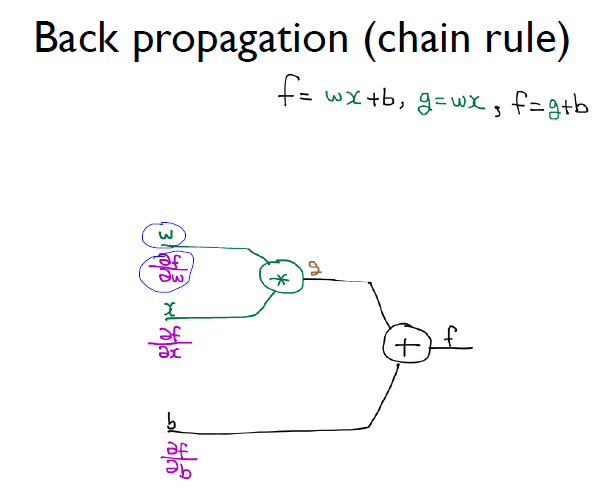 Back propagation (chain rule)
f = wx+b, g=wx, f=g+b
w
∂f/∂w
g
*
x
∂f/∂x
+
f
b
∂f/∂b